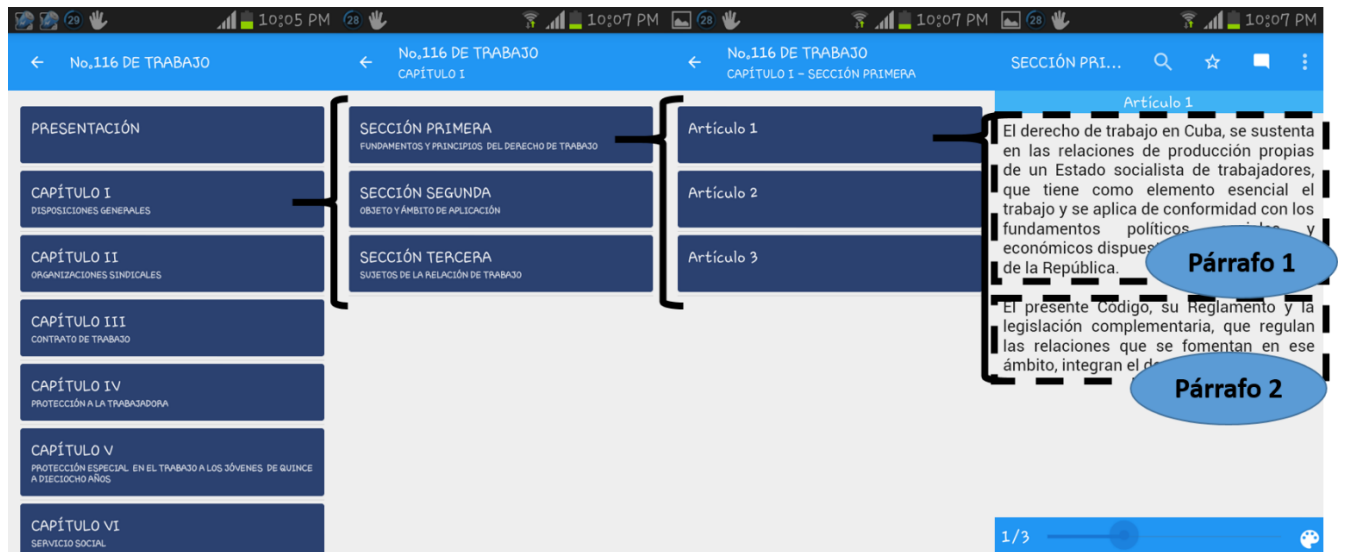 29
10:05 PM
No.116 DE TRABAJO
PRESENTACIÓN
CAPÍTULO I
DISPOSICIONES GENERALES
CAPÍTULO II
ORGANIZACIONES SINDICALES
CAPÍTULO III
CONTRATO DE TRABAJO
CAPÍTULO IV
PROTECCIÓN A LA TRABAJADORA
CAPÍTULO V
PROTECCIÓN ESPECIAL EN EL TRABAJO A LOS JÓVENES DE QUINCE
A DIECIOCHO AÑOS
CAPÍTULO VI
SERVICIO SOCIAL
28
10:07 PM
No.116 DE TRABAJO
CAPÍTULO I
SECCIÓN PRIMERA
FUNDAMENTOS Y PRINCIPIOS DEL DERECHO DE TRABAJO
SECCIÓN SEGUNDA
OBJETO Y ÁMBITO DE APLICACIÓN
SECCIÓN TERCERA
SUJETOS DE LA RELACIÓN DE TRABAJO
28
10:07 PM
No.116 DE TRABAJO
CAPÍTULO I - SECCIÓN PRIMERA
Artículo 1
Artículo 2
Artículo 3
28
10:07 PM
SECCIÓN PRI...
Artículo 1
El derecho de trabajo en Cuba, se sustenta
en las relaciones de producción propias
de un Estado socialista de trabajadores,
que tiene como elemento esencial el
trabajo y se aplica de conformidad con los
fundamentos políticos, y
económicos
de la República.
Párrafo 1
El presente Código, su Reglamento y la
legislación complementaria, que regulan
las relaciones que se fomentan en ese
ámbito, integran el
Párrafo 2
1/3